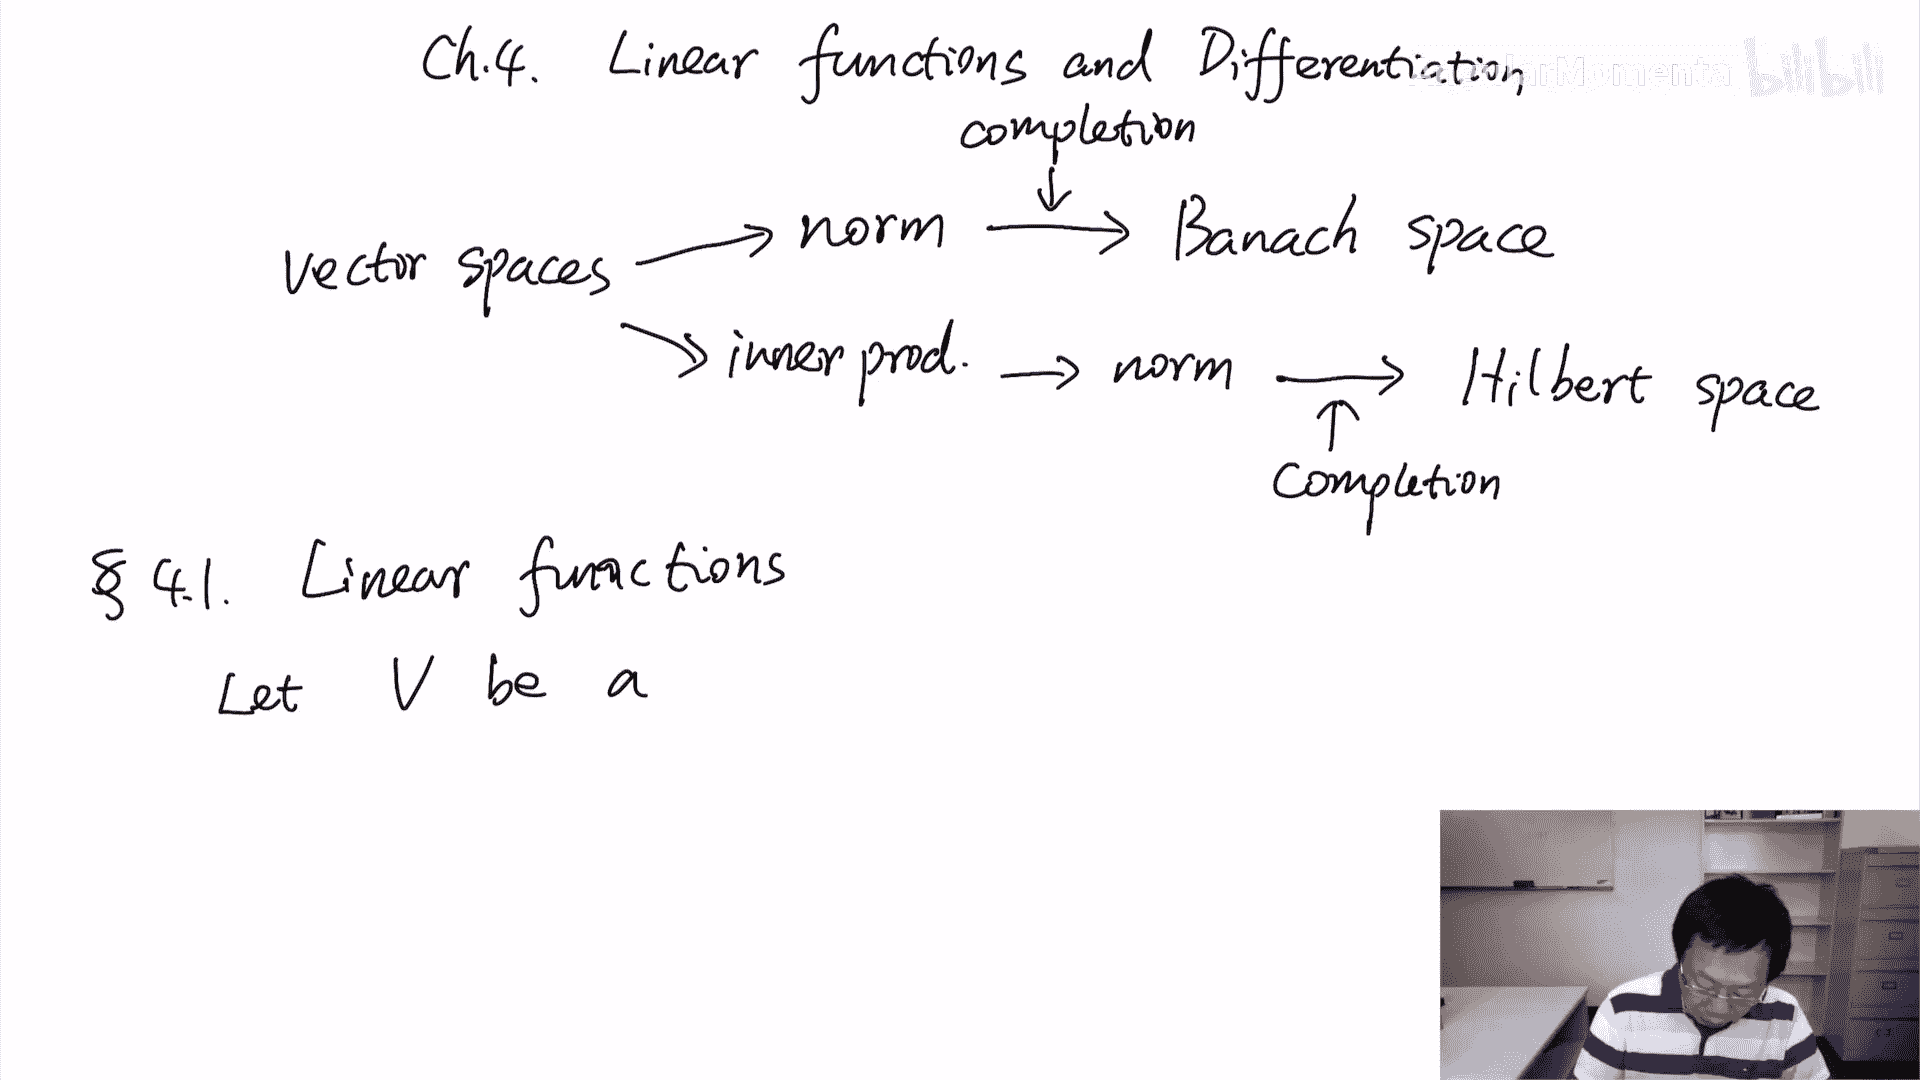 Ch.4. Linear functions and Differentiation
bilibili
completion
vector spaces → norm → Banach space
inner prod. → norm → Hilbert space
Completion
§ 4.1. Linear functions
Let V be a